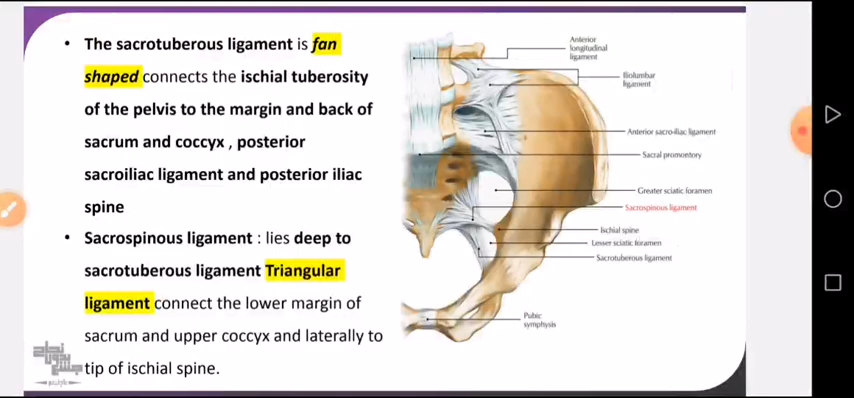 • The sacrotuberous ligament is fan
shaped connects the ischial tuberosity
of the pelvis to the margin and back of
sacrum and coccyx , posterior
sacroiliac ligament and posterior iliac
spine
• Sacrospinous ligament : lies deep to
sacrotuberous ligament Triangular
ligament connect the lower margin of
sacrum and upper coccyx and laterally to
tip of ischial spine.
Anterior
longitudinal
ligament
Iliolumbar
ligament
Anterior sacro-iliac ligament
Sacral promontory
Greater sciatic foramen
Sacrospinous ligament
Ischial spine
Lesser sciatic foramen
Sacrotuberous ligament
Pubic
symphysis